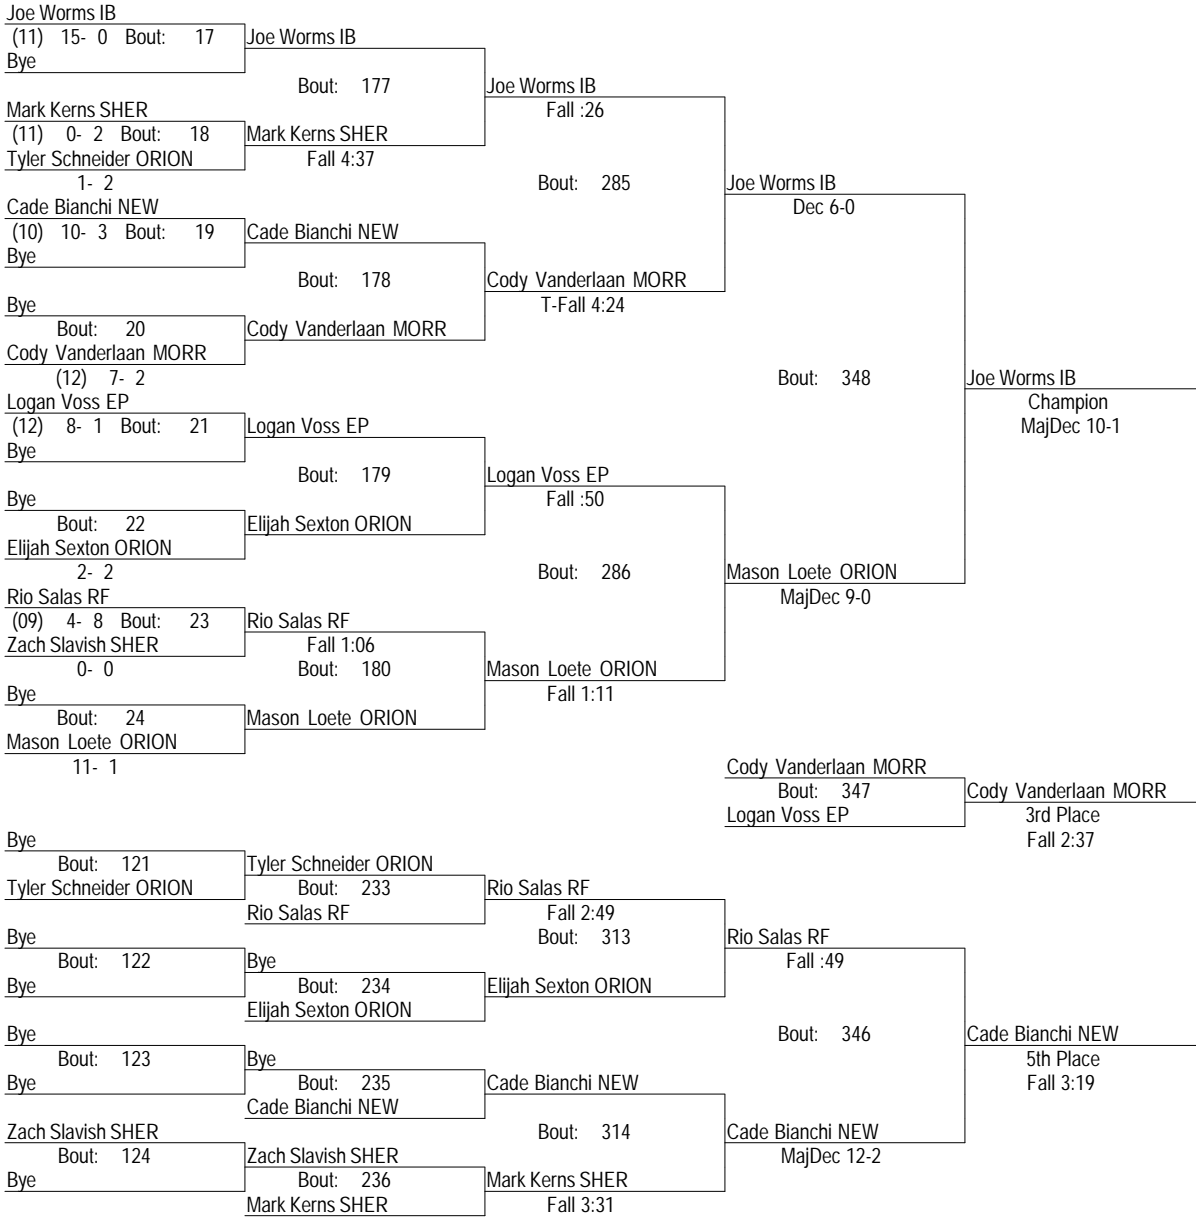 Joe Worms IB
(11) 15- 0 Bout: 17 Joe Worms IB
Bye
Bout: 177 Joe Worms IB
Mark Kerns SHER Fall :26
(11) 0- 2 Bout: 18 Mark Kerns SHER
Tyler Schneider ORION Fall 4:37
1- 2 Bout: 285 Joe Worms IB
Cade Bianchi NEW Dec 6-0
(10) 10- 3 Bout: 19 Cade Bianchi NEW
Bye
Bout: 178 Cody Vanderlaan MORR
Bye T-Fall 4:24
Bout: 20 Cody Vanderlaan MORR
Cody Vanderlaan MORR
(12) 7- 2 Bout: 348 Joe Worms IB
Logan Voss EP Champion
(12) 8- 1 Bout: 21 Logan Voss EP MajDec 10-1
Bye
Bout: 179 Logan Voss EP
Bye Fall :50
Bout: 22 Elijah Sexton ORION
Elijah Sexton ORION
2- 2 Bout: 286 Mason Loete ORION
Rio Salas RF MajDec 9-0
(09) 4- 8 Bout: 23 Rio Salas RF
Zach Slavish SHER Fall 1:06
0- 0 Bout: 180 Mason Loete ORION
Bye Fall 1:11
Bout: 24 Mason Loete ORION
Mason Loete ORION
11- 1 Cody Vanderlaan MORR
Bout: 347 Cody Vanderlaan MORR
Logan Voss EP 3rd Place
Bye Fall 2:37
Bout: 121 Tyler Schneider ORION
Tyler Schneider ORION Bout: 233 Rio Salas RF
Rio Salas RF Fall 2:49
Bye Bout: 313 Rio Salas RF
Bout: 122 Bye Fall :49
Bye Bout: 234 Elijah Sexton ORION
Elijah Sexton ORION
Bye Bout: 346 Cade Bianchi NEW
Bout: 123 Bye 5th Place
Bye Bout: 235 Cade Bianchi NEW Fall 3:19
Cade Bianchi NEW
Zach Slavish SHER Bout: 314 Cade Bianchi NEW
Bout: 124 Zach Slavish SHER MajDec 12-2
Bye Bout: 236 Mark Kerns SHER
Mark Kerns SHER Fall 3:31